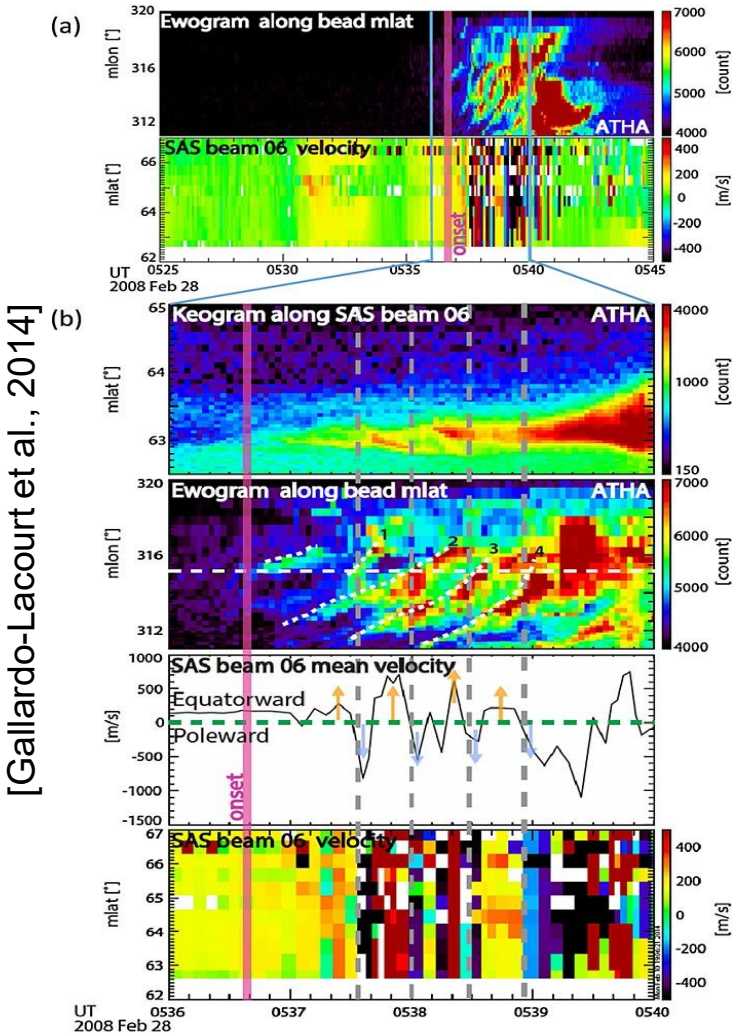 [Gallardo-Lacourt et al., 2014]
(a)
Ewogram along bead mlat
ATHA
mlon [°]
320
316
312
7000
6000
5000
4000
[count]
SAS beam 06 velocity
mlat [°]
66
64
62
400
200
0
-200
-400
[m/s]
onset
UT
0525
0530
0535
0540
0545
2008 Feb 28
(b)
Keogram along SAS beam 06
ATHA
mlat [°]
65
64
63
4000
1000
150
[count]
Ewogram along bead mlat
ATHA
mlon [°]
320
316
312
1
2
3
4
7000
6000
5000
4000
[count]
SAS beam 06 mean velocity
[m/s]
1000
500
0
-500
-1000
-1500
Equatorward
Poleward
onset
SAS beam 06 velocity
mlat [°]
67
66
65
64
63
62
400
200
0
-200
-400
[m/s]
UT
0536
0537
0538
0539
0540
2008 Feb 28